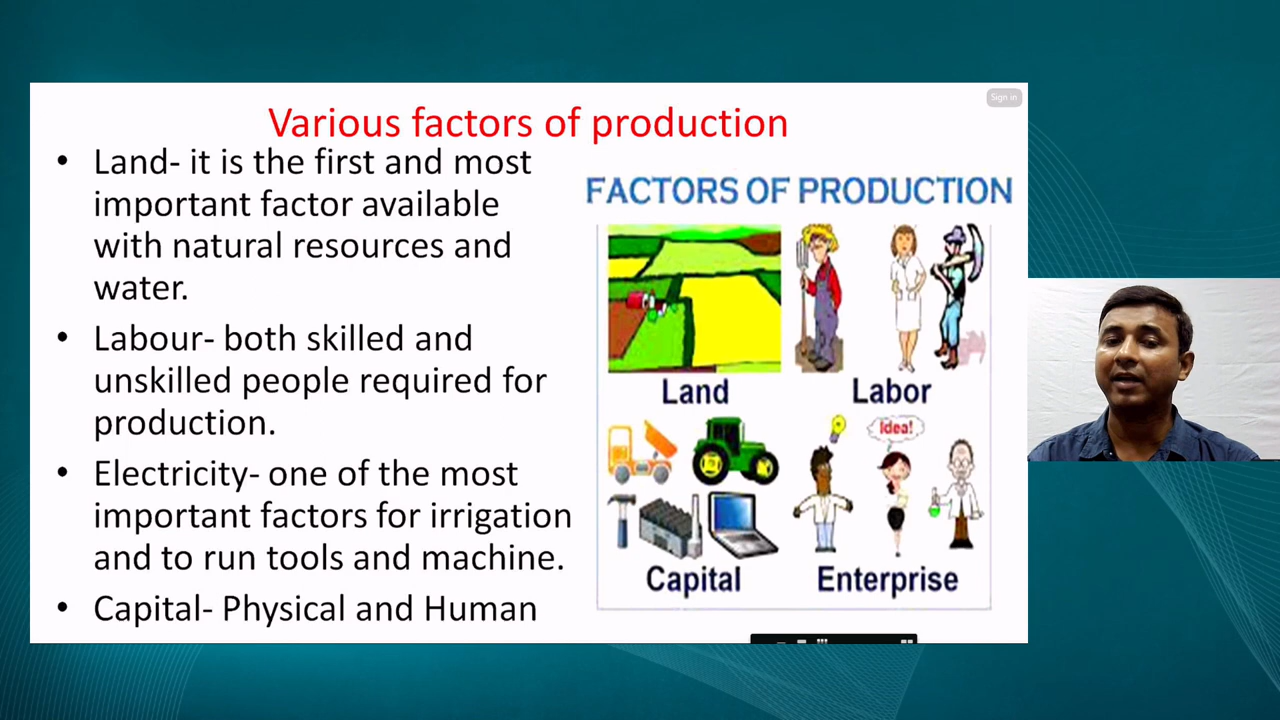 Sign in
Various factors of production
• Land- it is the first and most
important factor available
with natural resources and
water.
• Labour- both skilled and
unskilled people required for
production.
• Electricity- one of the most
important factors for irrigation
and to run tools and machine.
• Capital- Physical and Human
FACTORS OF PRODUCTION
Land
Labor
Idea!
Capital
Enterprise